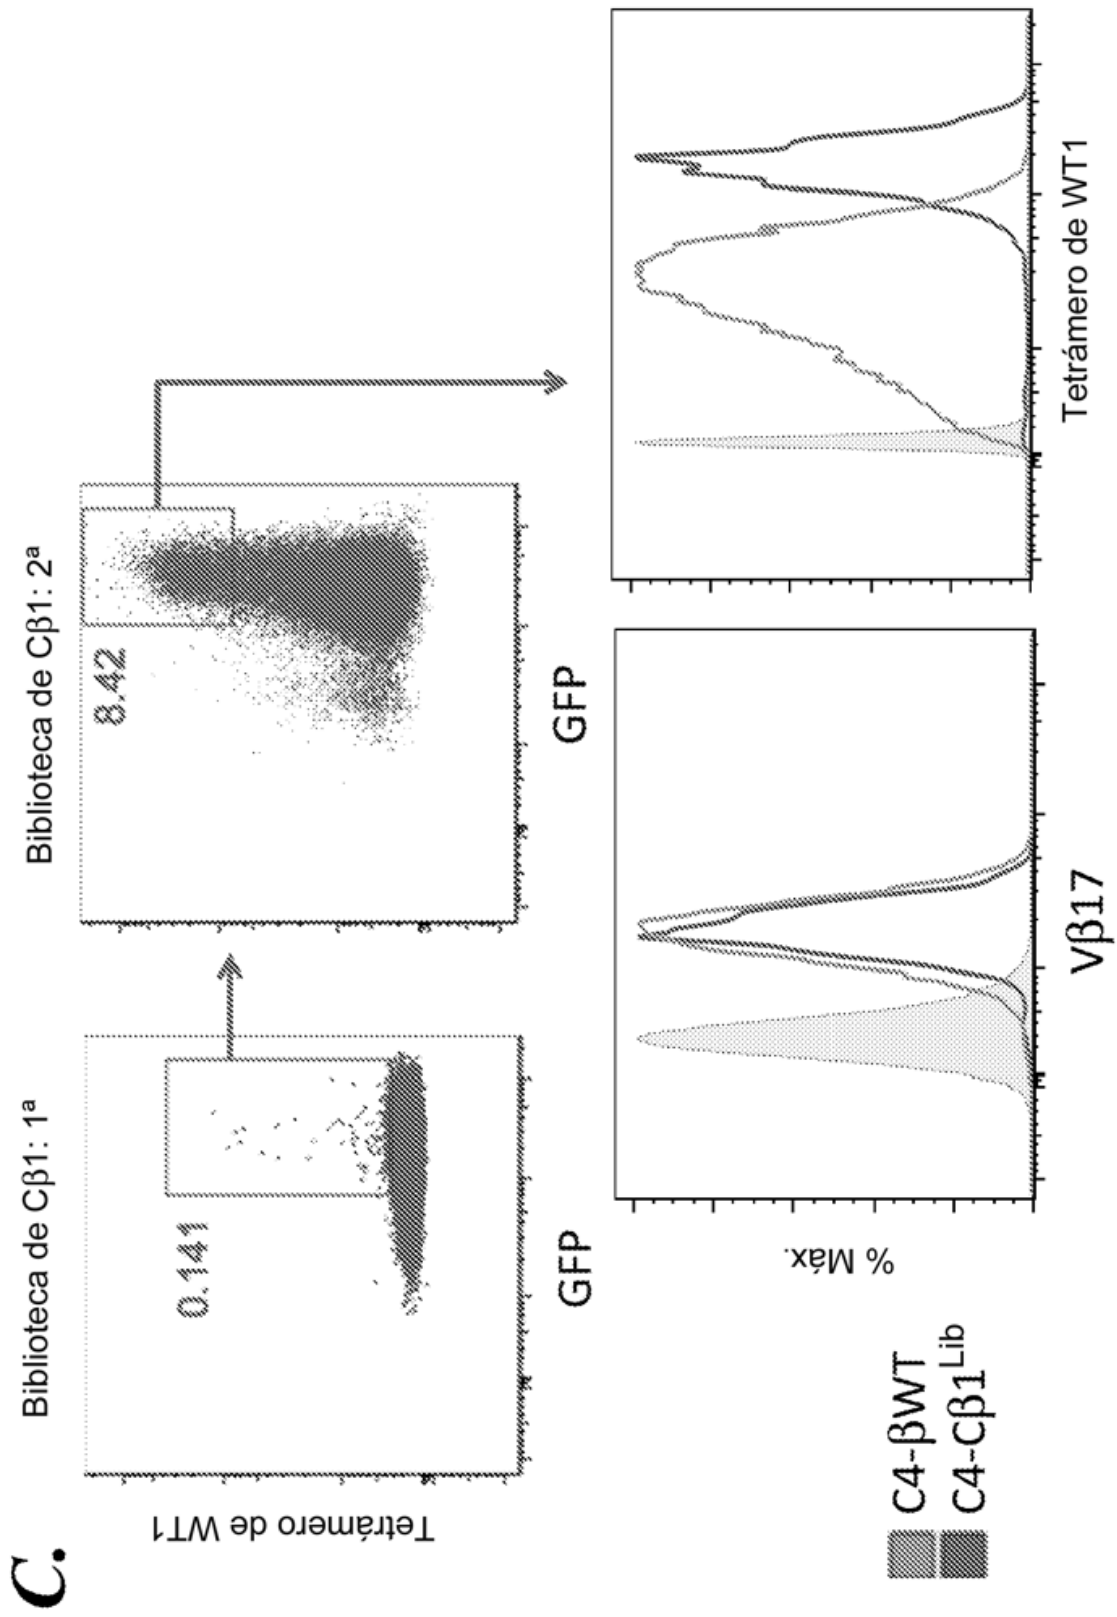 C.
Biblioteca de Cβ1: 1ª
Biblioteca de Cβ1: 2ª
0.141
8.42
Tetrámero de WT1
GFP
GFP
C4-βWT
C4-Cβ1Lib
% Máx.
Vβ17
Tetrámero de WT1